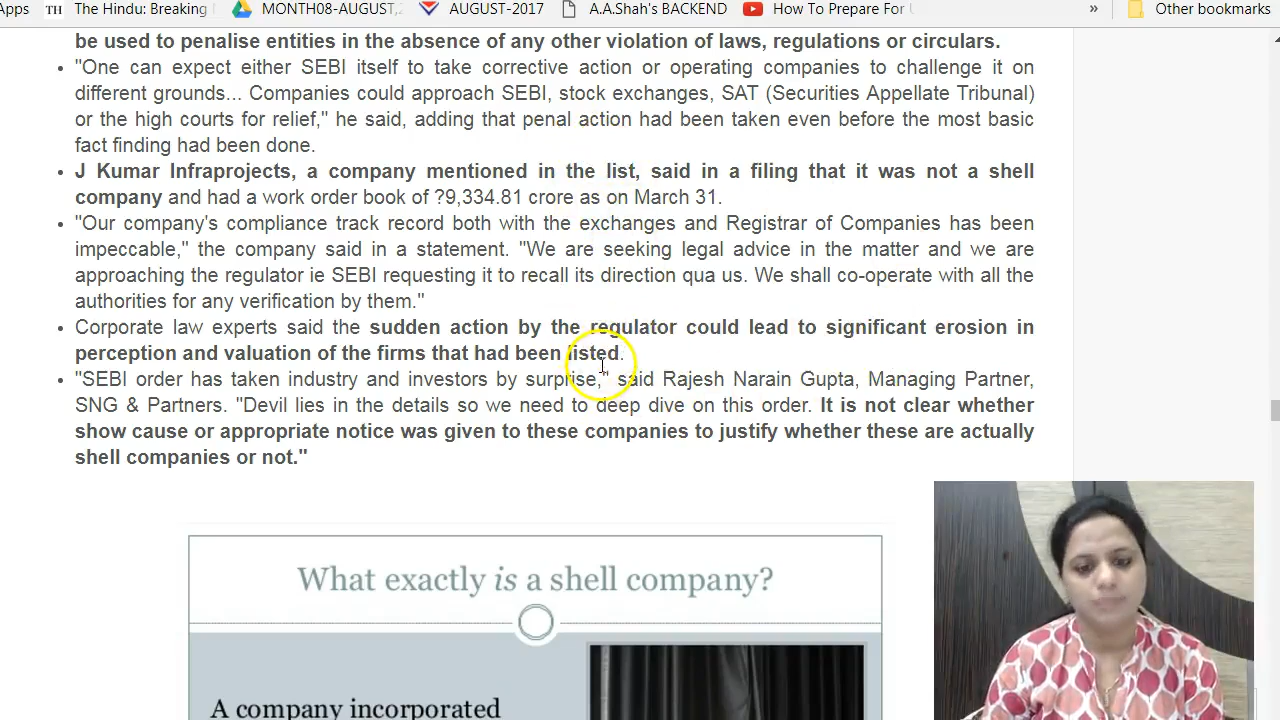 Apps TH The Hindu: Breaking MONTH08-AUGUST,2 AUGUST-2017 A.A.Shah's BACKEND How To Prepare For » Other bookmarks
be used to penalise entities in the absence of any other violation of laws, regulations or circulars.
• "One can expect either SEBI itself to take corrective action or operating companies to challenge it on
different grounds... Companies could approach SEBI, stock exchanges, SAT (Securities Appellate Tribunal)
or the high courts for relief," he said, adding that penal action had been taken even before the most basic
fact finding had been done.
• J Kumar Infraprojects, a company mentioned in the list, said in a filing that it was not a shell
company and had a work order book of ?9,334.81 crore as on March 31.
• "Our company's compliance track record both with the exchanges and Registrar of Companies has been
impeccable," the company said in a statement. "We are seeking legal advice in the matter and we are
approaching the regulator ie SEBI requesting it to recall its direction qua us. We shall co-operate with all the
authorities for any verification by them."
• Corporate law experts said the sudden action by the regulator could lead to significant erosion in
perception and valuation of the firms that had been listed.
• "SEBI order has taken industry and investors by surprise," said Rajesh Narain Gupta, Managing Partner,
SNG & Partners. "Devil lies in the details so we need to deep dive on this order. It is not clear whether
show cause or appropriate notice was given to these companies to justify whether these are actually
shell companies or not."
What exactly is a shell company?
A company incorporated